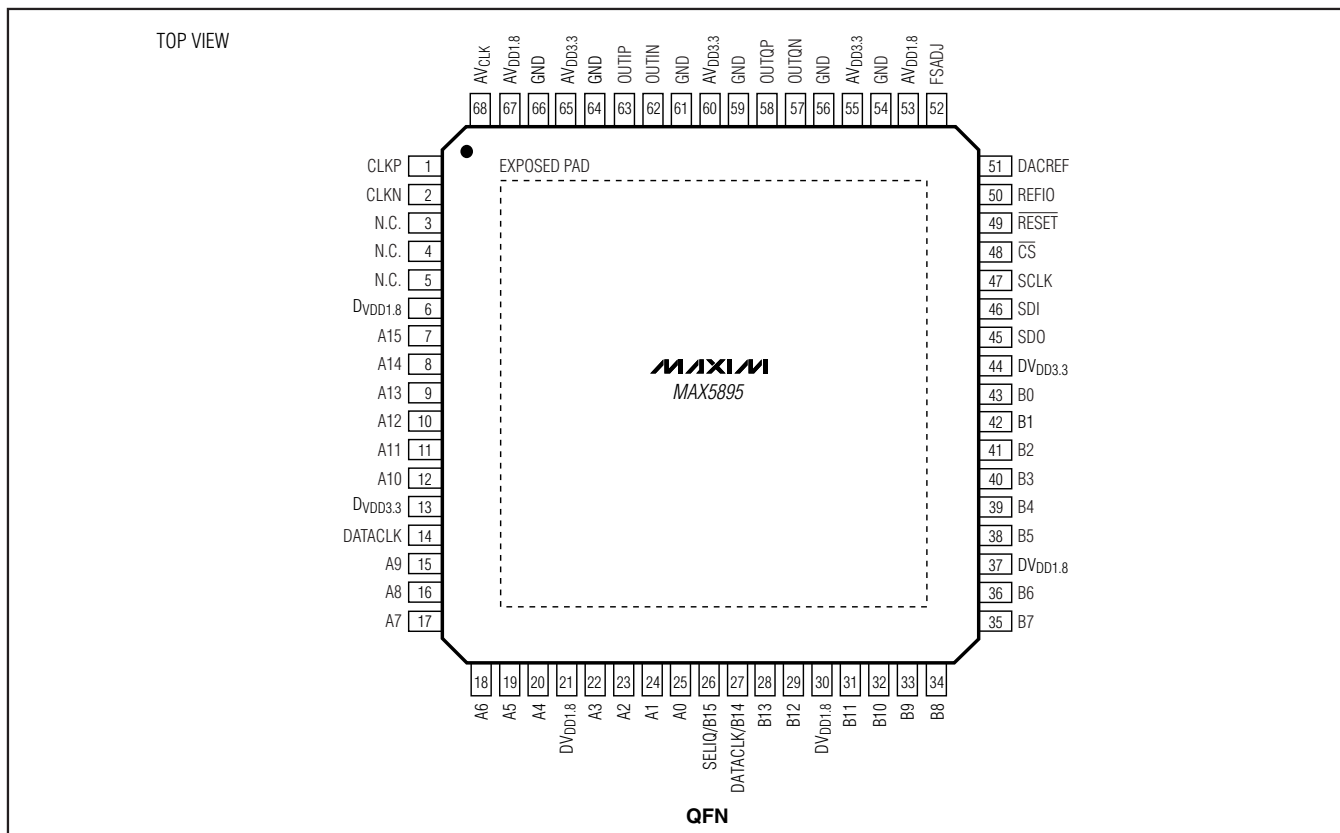 TOP VIEW
AVCLK
AVDD1.8
GND
AVDD3.3
GND
OUTIP
OUTIN
GND
AVDD3.3
GND
OUTQP
OUTQN
GND
AVDD3.3
GND
AVDD1.8
FSADJ
68 67 66 65 64 63 62 61 60 59 58 57 56 55 54 53 52
EXPOSED PAD
CLKP 1
CLKN 2
N.C. 3
N.C. 4
N.C. 5
DVDD1.8 6
A15 7
A14 8
A13 9
A12 10
A11 11
A10 12
DVDD3.3 13
DATACLK 14
A9 15
A8 16
A7 17
MAXIM
MAX5895
51 DACREF
50 REFIO
49 RESET
48 CS
47 SCLK
46 SDI
45 SDO
44 DVDD3.3
43 B0
42 B1
41 B2
40 B3
39 B4
38 B5
37 DVDD1.8
36 B6
35 B7
18 19 20 21 22 23 24 25 26 27 28 29 30 31 32 33 34
A6
A5
A4
DVDD1.8
A3
A2
A1
A0
SELIQ/B15
DATACLK/B14
B13
B12
DVDD1.8
B11
B10
B9
B8
QFN